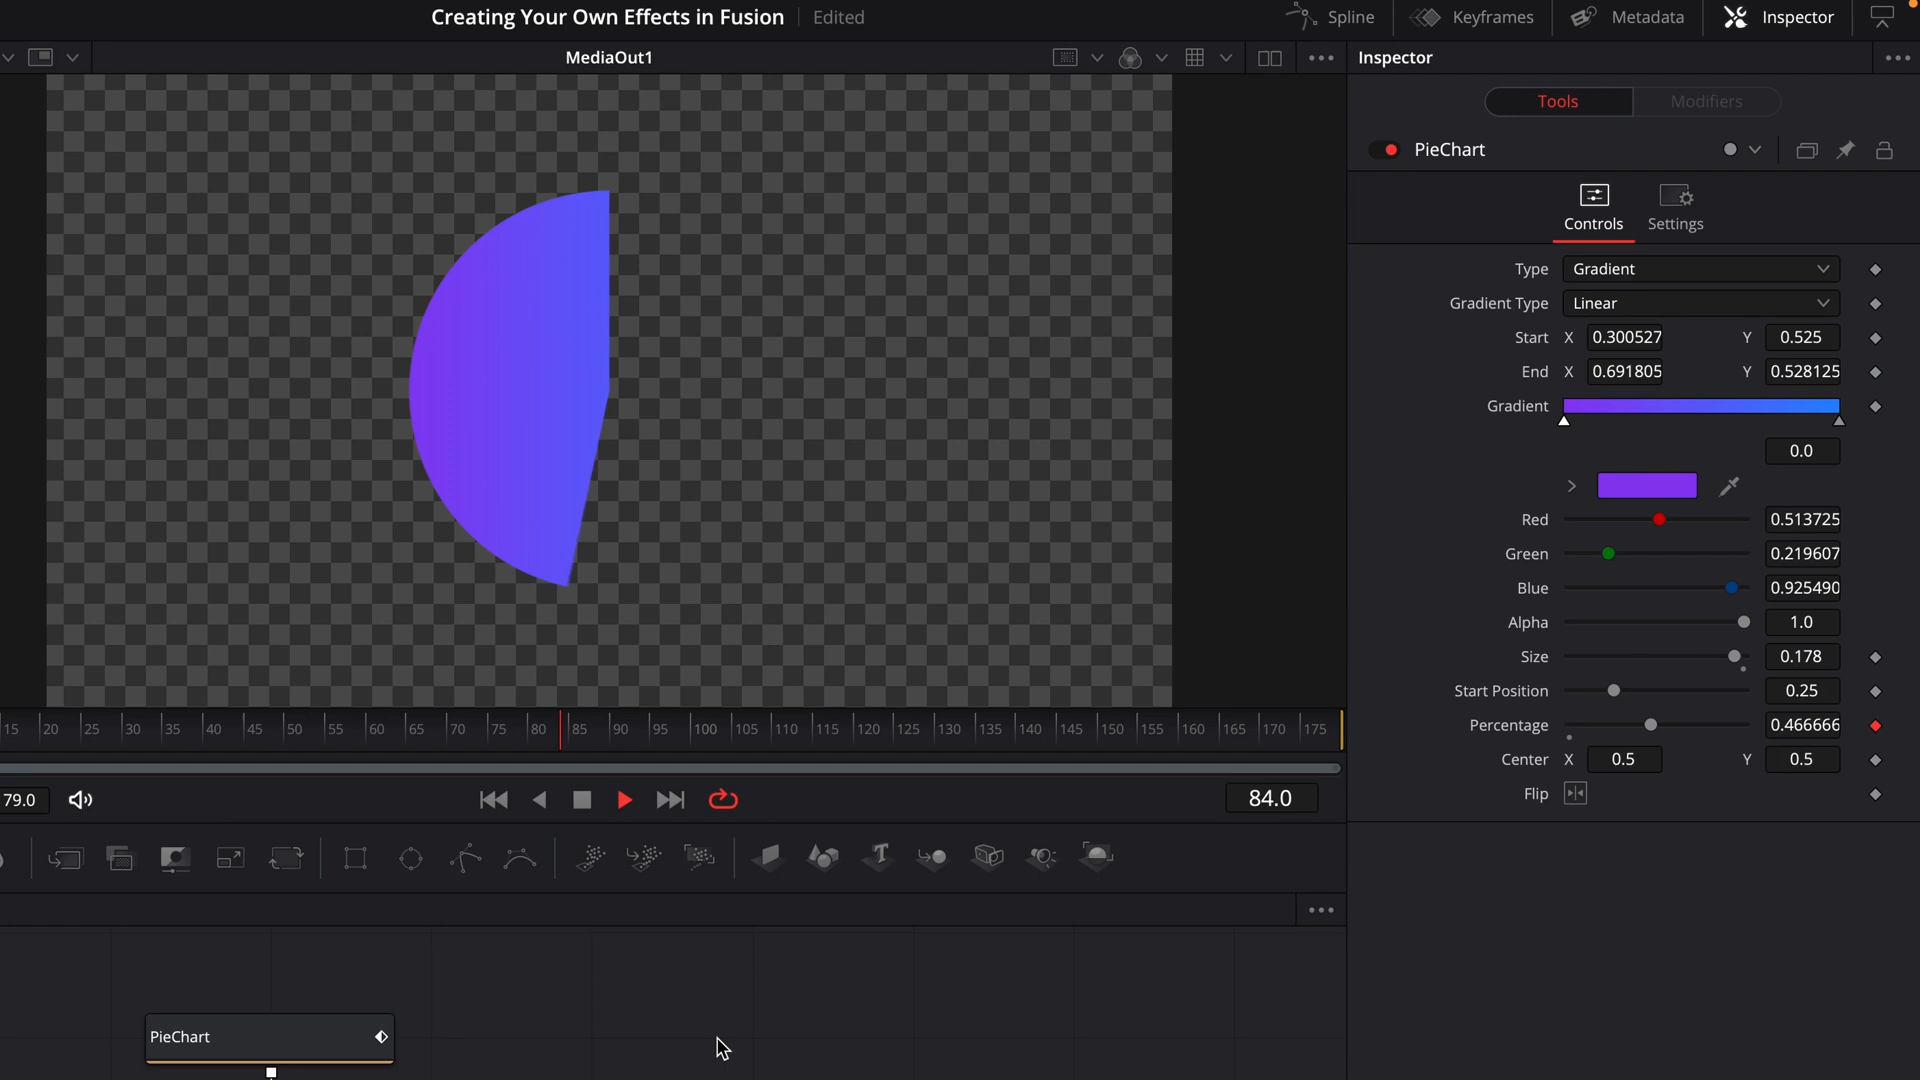 Creating Your Own Effects in Fusion Edited
Spline Keyframes Metadata Inspector
MediaOut1
Inspector
Tools Modifiers
PieChart
Controls Settings
Type Gradient
Gradient Type Linear
Start X 0.300527 Y 0.525
End X 0.691805 Y 0.528125
Gradient
0.0
Red 0.513725
Green 0.219607
Blue 0.925490
Alpha 1.0
Size 0.178
Start Position 0.25
Percentage 0.466666
Center X 0.5 Y 0.5
Flip
15 20 25 30 35 40 45 50 55 60 65 70 75 80 85 90 95 100 105 110 115 120 125 130 135 140 145 150 155 160 165 170 175
79.0 84.0
PieChart